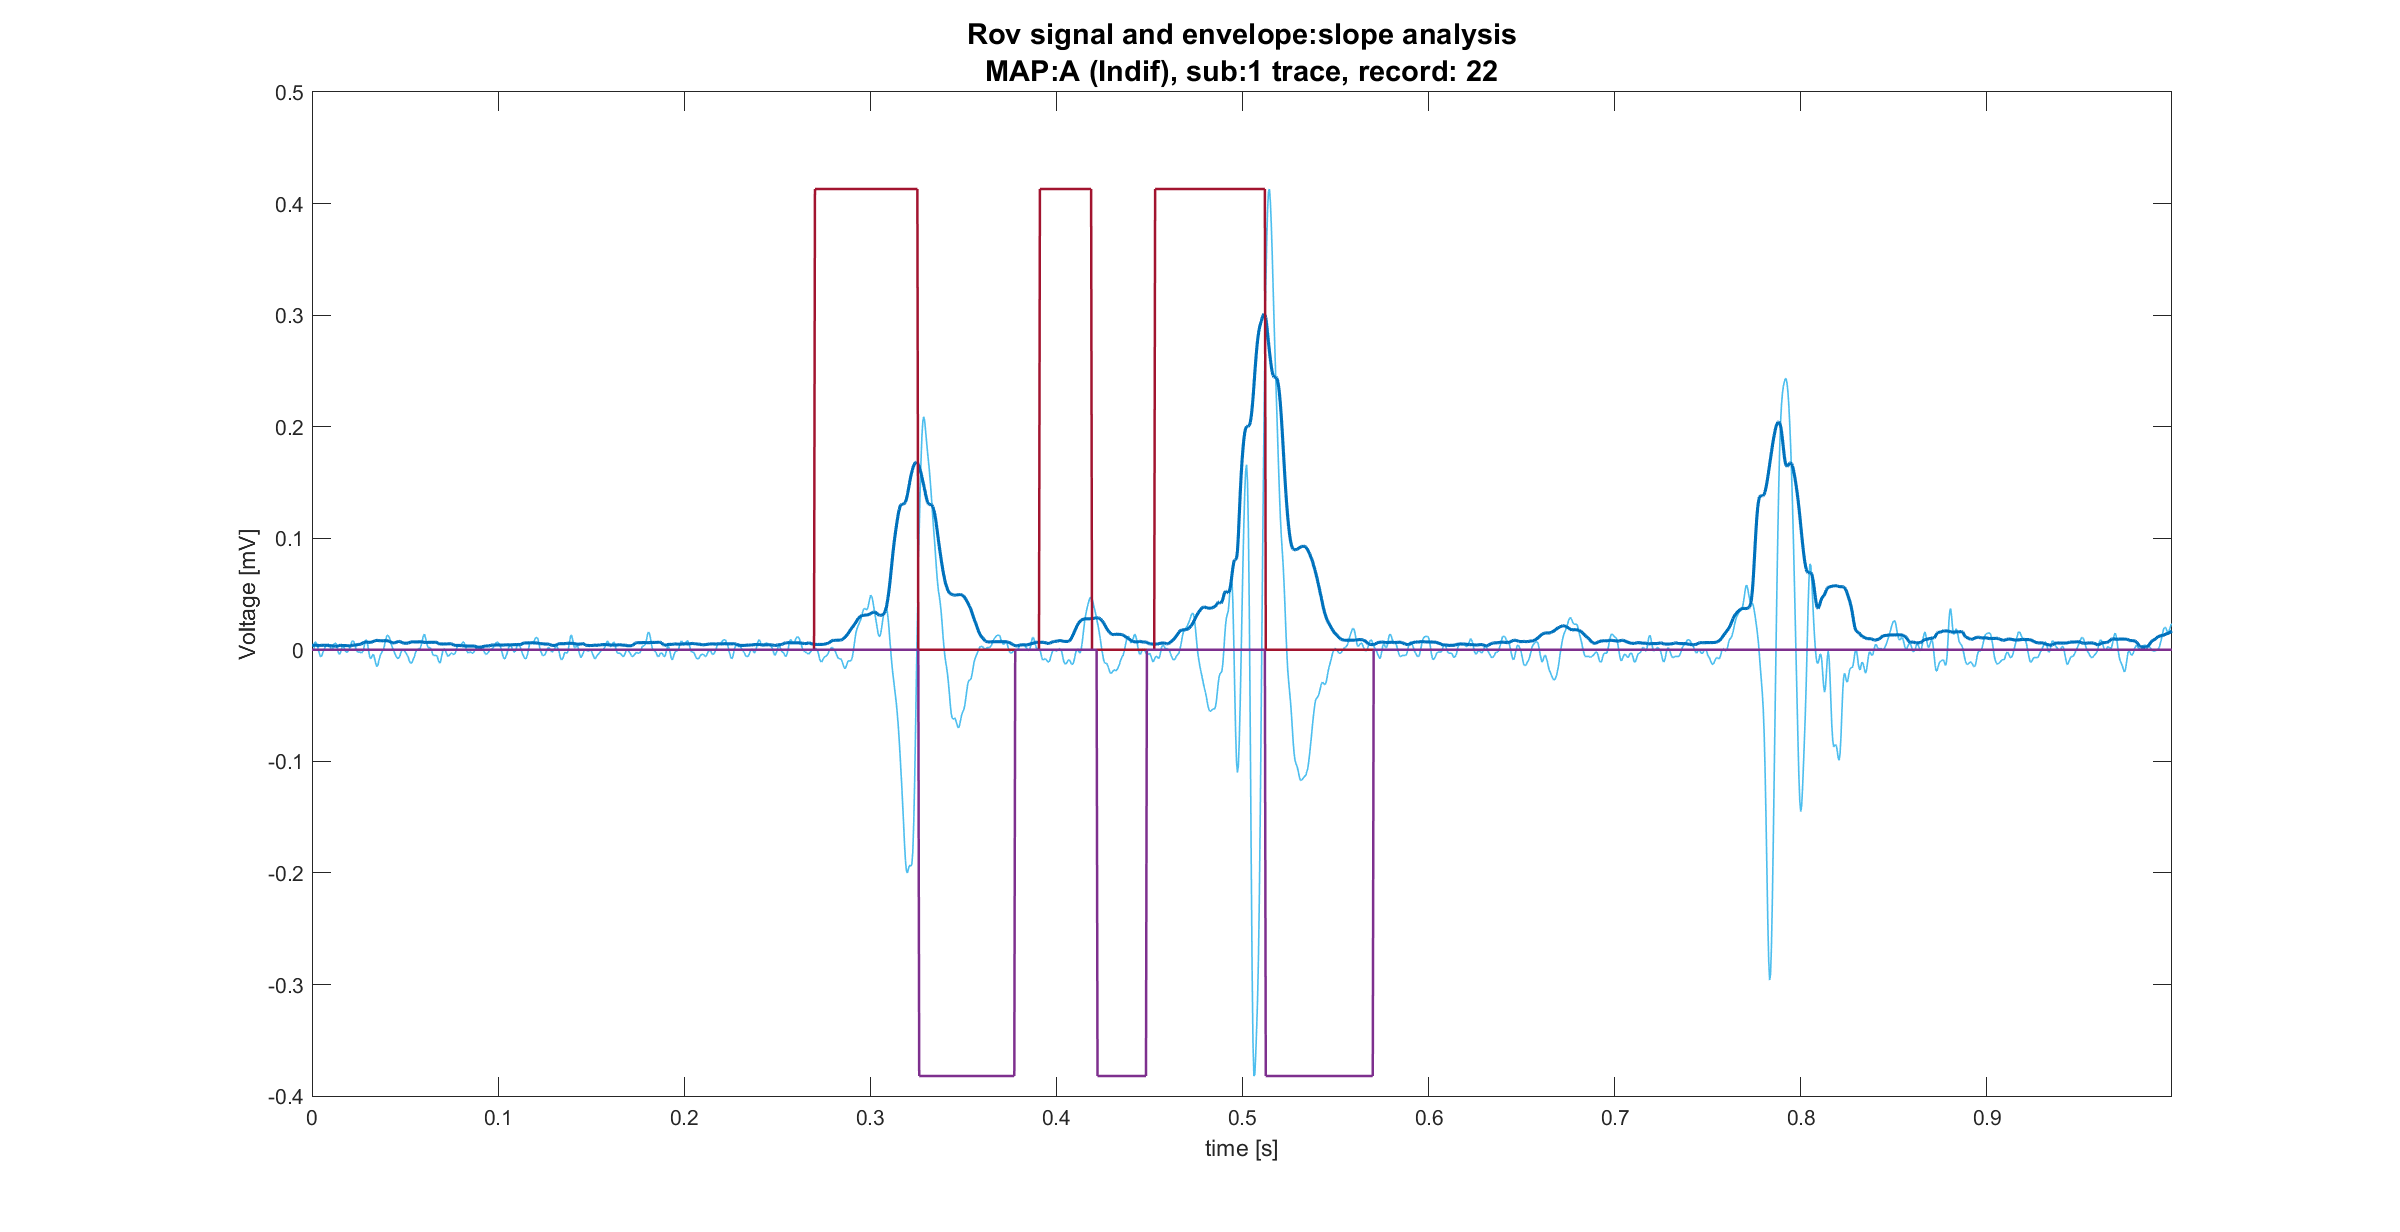 Rov signal and envelope:slope analysis
MAP:A (Indif), sub:1 trace, record: 22
0.5
0.4
0.3
0.2
0.1
0
-0.1
-0.2
-0.3
-0.4
Voltage [mV]
0 0.1 0.2 0.3 0.4 0.5 0.6 0.7 0.8 0.9
time [s]